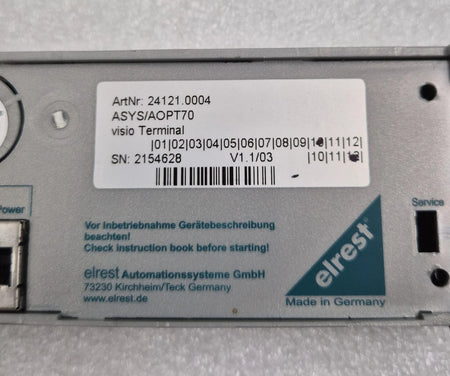 ArtNr: 24121.0004
ASYS/AOPT70
visio Terminal
|01|02|03|04|05|06|07|08|09|10|11|12|
SN: 2154628 V1.1/03 |10|11|12|
Power
Service
Vor Inbetriebnahme Gerätebeschreibung
beachten!
Check instruction book before starting!
elrest Automationssysteme GmbH
73230 Kirchheim/Teck Germany
www.elrest.de
elrest®
Made in Germany